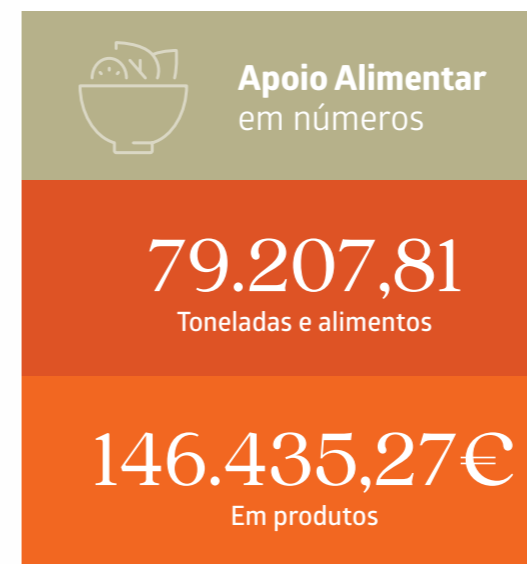 Apoio Alimentar
em números
79.207,81
Toneladas e alimentos
146.435,27€
Em produtos